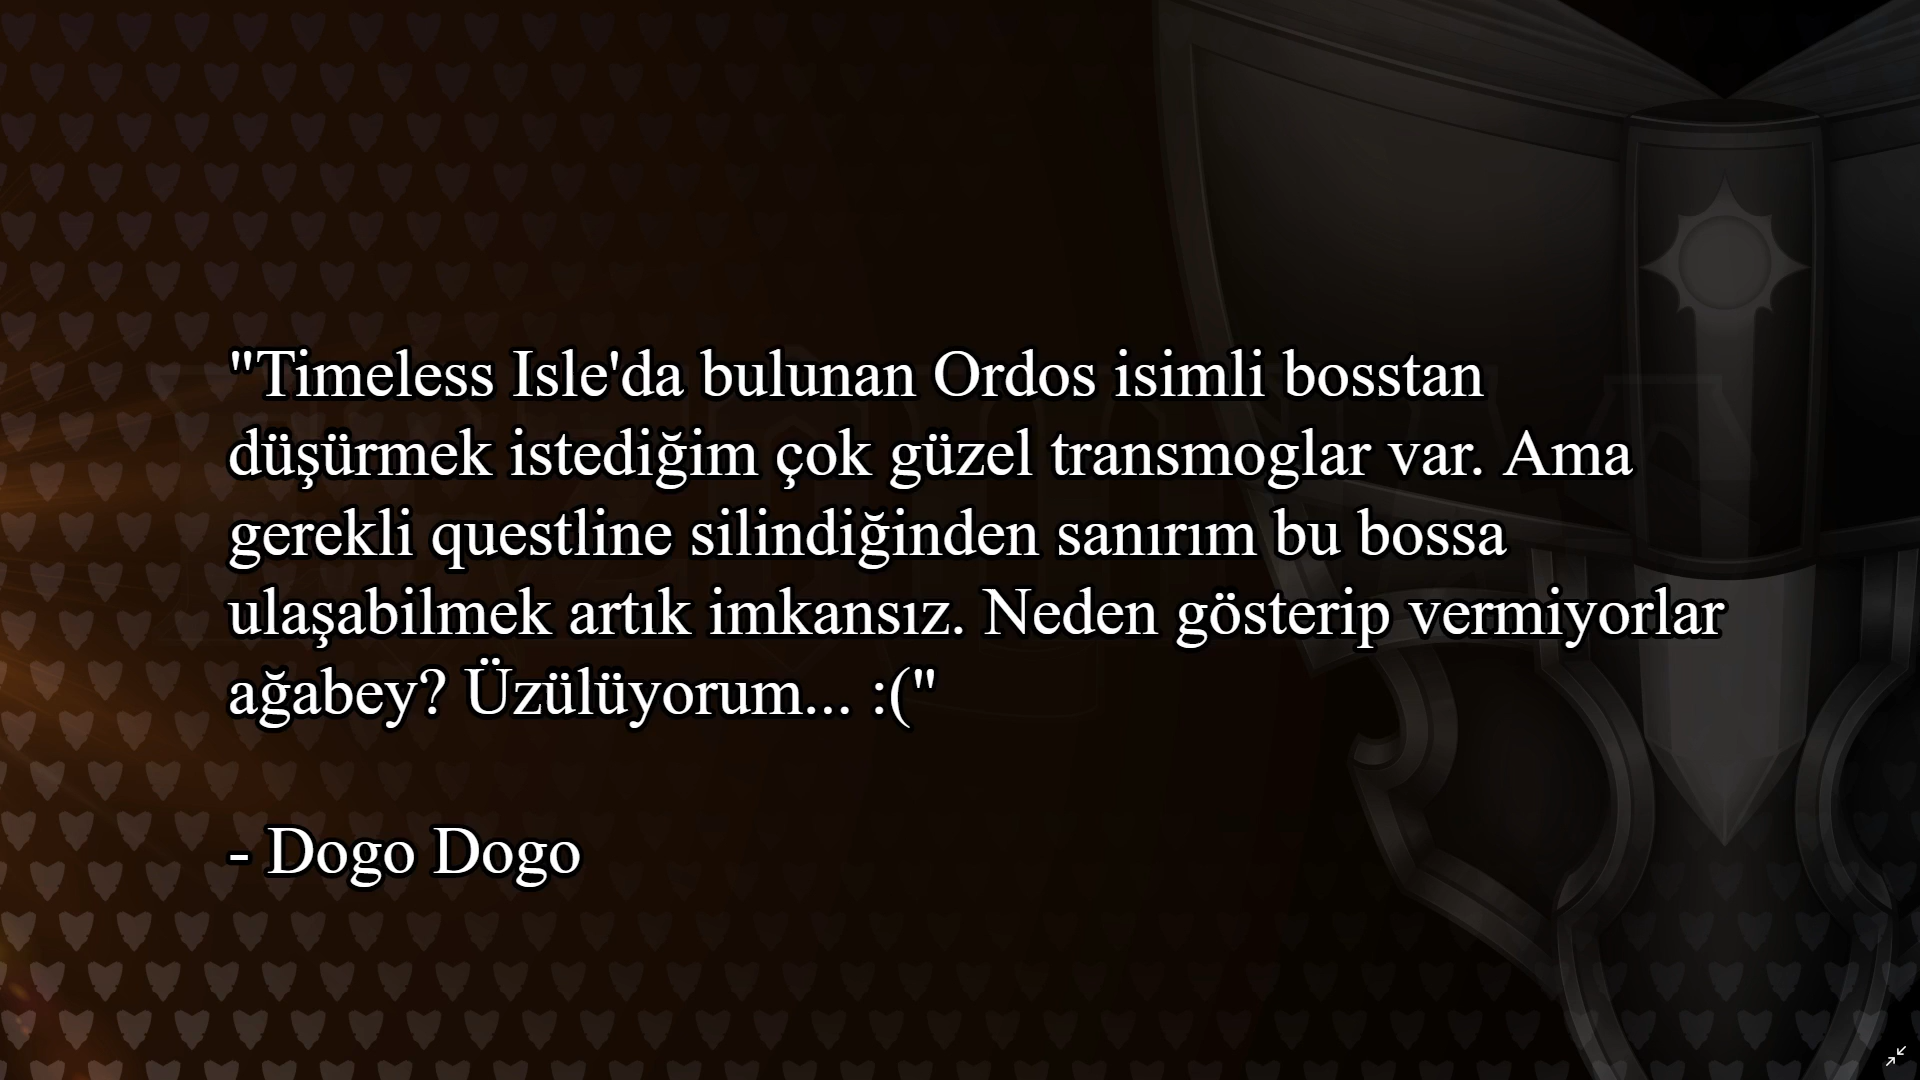 "Timeless Isle'da bulunan Ordos isimli bosstan
düşürmek istediğim çok güzel transmoglar var. Ama
gerekli questline silindiğinden sanırım bu bossa
ulaşabilmek artık imkansız. Neden gösterip vermiyorlar
ağabey? Üzülüyorum... :("
- Dogo Dogo